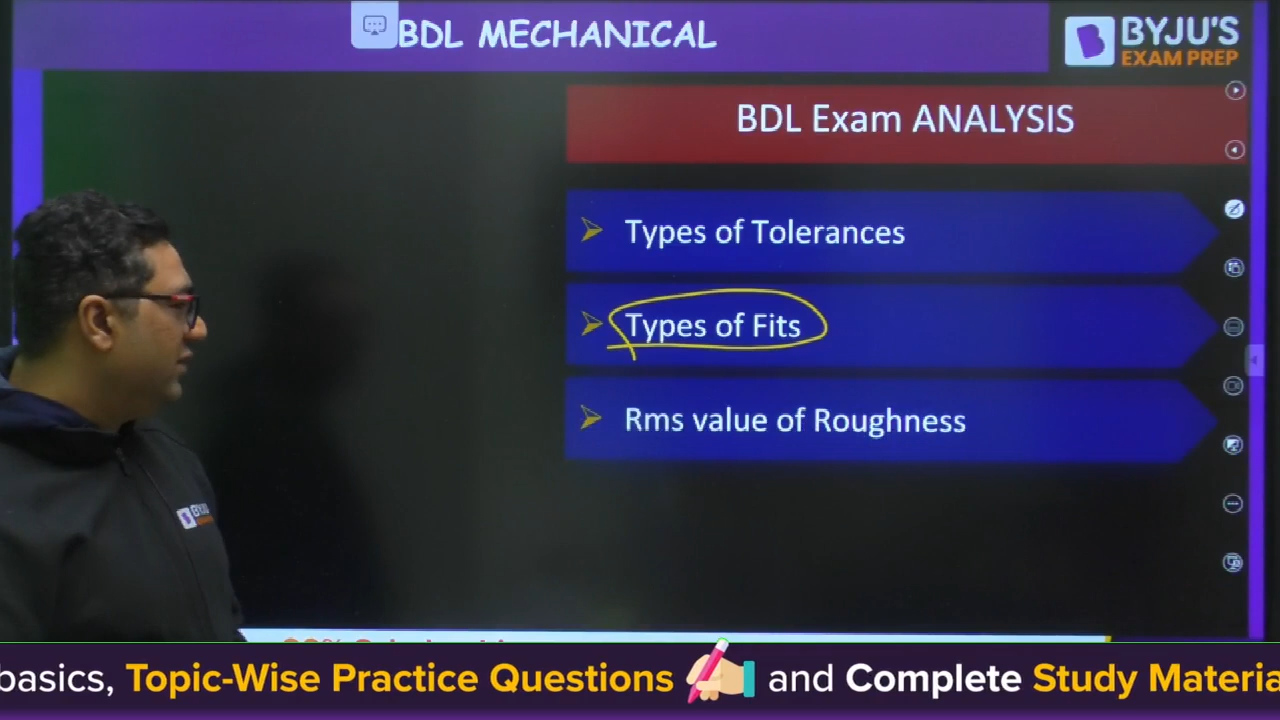 BDL MECHANICAL
BYJU'S
EXAM PREP
BDL Exam ANALYSIS
Types of Tolerances
Types of Fits
Rms value of Roughness
BYJU
basics, Topic-Wise Practice Questions and Complete Study Materia